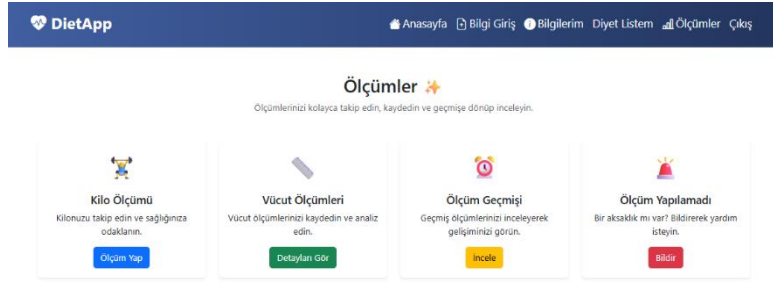 DietApp
Anasayfa Bilgi Giriş Bilgilerim Diyet Listem Ölçümler Çıkış
Ölçümler
Ölçümlerinizi kolayca takip edin, kaydedin ve geçmişe dönüp inceleyin.
Kilo Ölçümü
Kilonuzu takip edin ve sağlığınıza
odaklanın.
Ölçüm Yap
Vücut Ölçümleri
Vücut ölçümlerinizi kaydedin ve analiz
edin.
Detayları Gör
Ölçüm Geçmişi
Geçmiş ölçümlerinizi inceleyerek
gelişiminizi görün.
İncele
Ölçüm Yapılamadı
Bir aksaklık mı var? Bildirerek yardım
isteyin.
Bildir